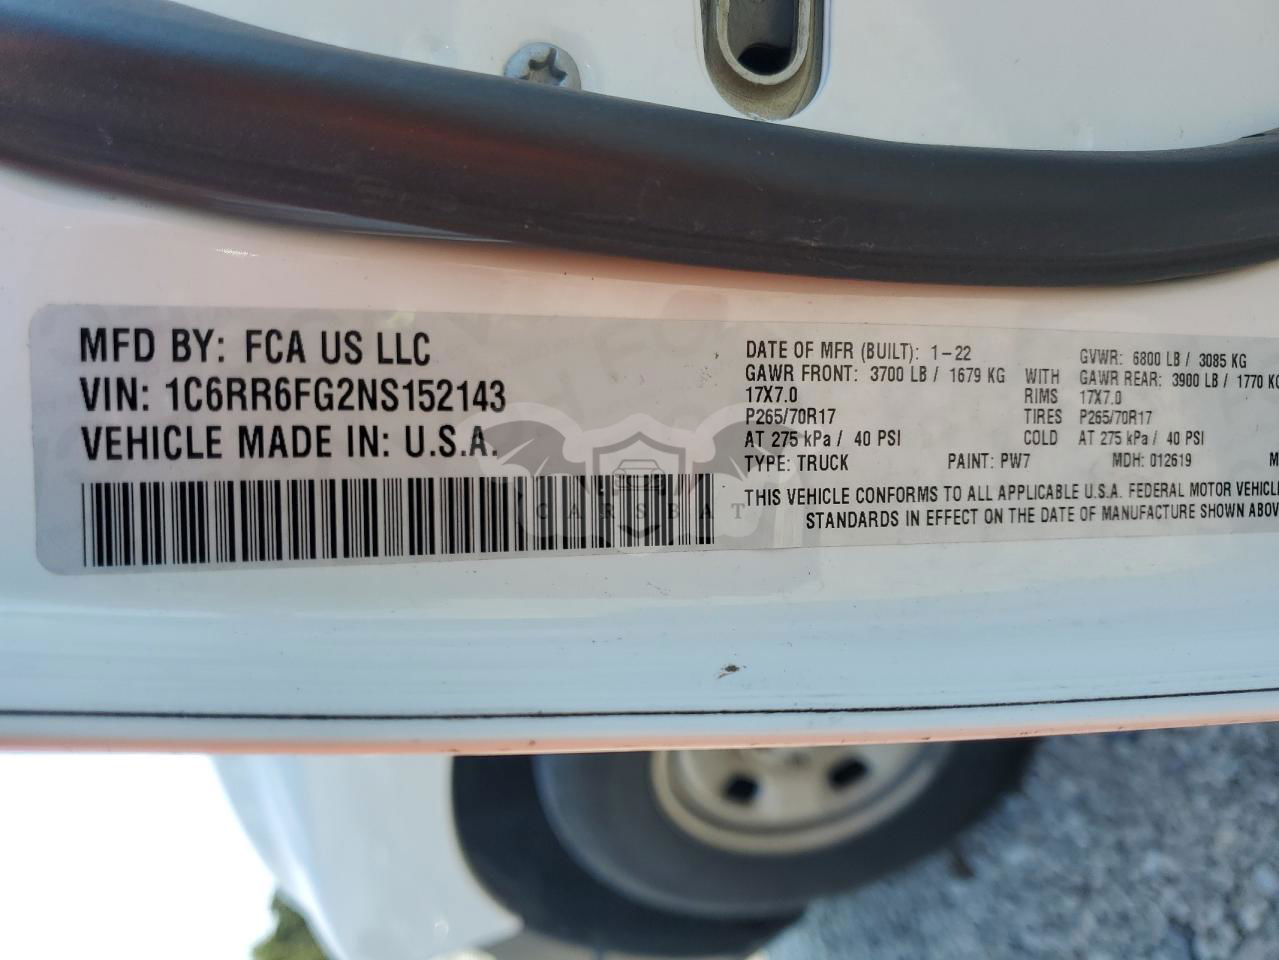 MFD BY: FCA US LLC
VIN: 1C6RR6FG2NS152143
VEHICLE MADE IN: U.S.A.
DATE OF MFR (BUILT): 1-22 GVWR: 6800 LB / 3085 KG
GAWR FRONT: 3700 LB / 1679 KG WITH GAWR REAR: 3900 LB / 1770 KG
17X7.0 RIMS 17X7.0
P265/70R17 TIRES P265/70R17
AT 275 kPa / 40 PSI COLD AT 275 kPa / 40 PSI
TYPE: TRUCK PAINT: PW7 MDH: 012619 M
THIS VEHICLE CONFORMS TO ALL APPLICABLE U.S.A. FEDERAL MOTOR VEHICLE
STANDARDS IN EFFECT ON THE DATE OF MANUFACTURE SHOWN ABOV
CARSBAT